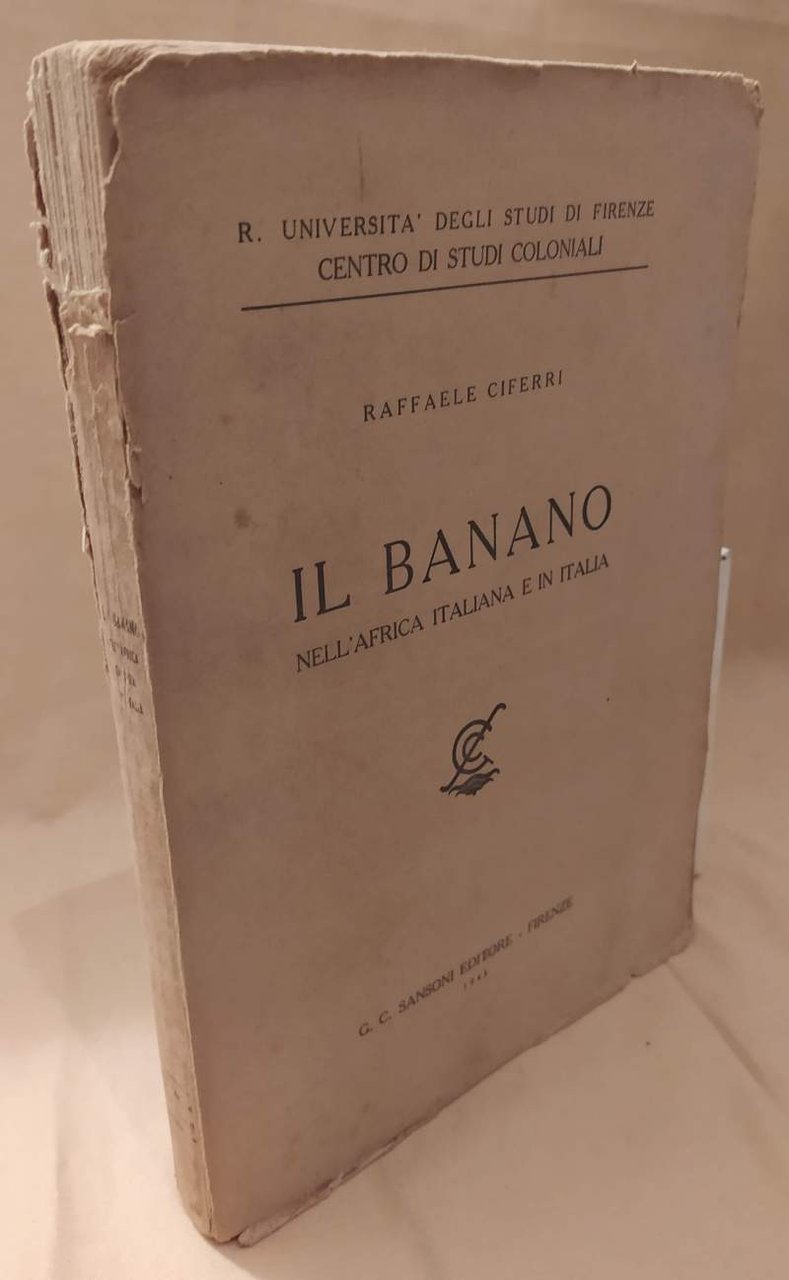 R. UNIVERSITA' DEGLI STUDI DI FIRENZE
CENTRO DI STUDI COLONIALI
RAFFAELE CIFERRI
IL BANANO
NELL'AFRICA ITALIANA E IN ITALIA
G. C. SANSONI EDITORE - FIRENZE